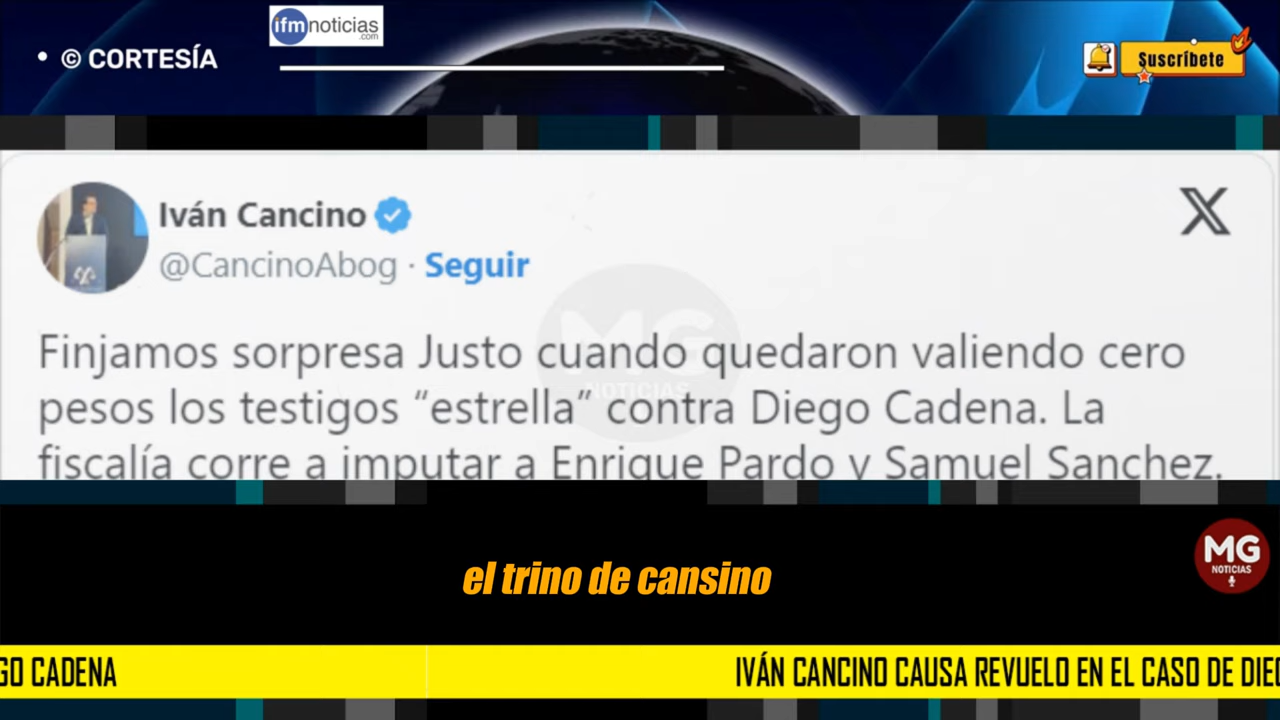 • © CORTESÍA
ifmnoticias
.com
Suscríbete
Iván Cancino
@CancinoAbog · Seguir
Finjamos sorpresa Justo cuando quedaron valiendo cero
pesos los testigos “estrella” contra Diego Cadena. La
fiscalía corre a imputar a Enrique Pardo y Samuel Sanchez.
MG
NOTICIAS
el trino de cansino
MG
NOTICIAS
GO CADENA
IVÁN CANCINO CAUSA REVUELO EN EL CASO DE DIEG